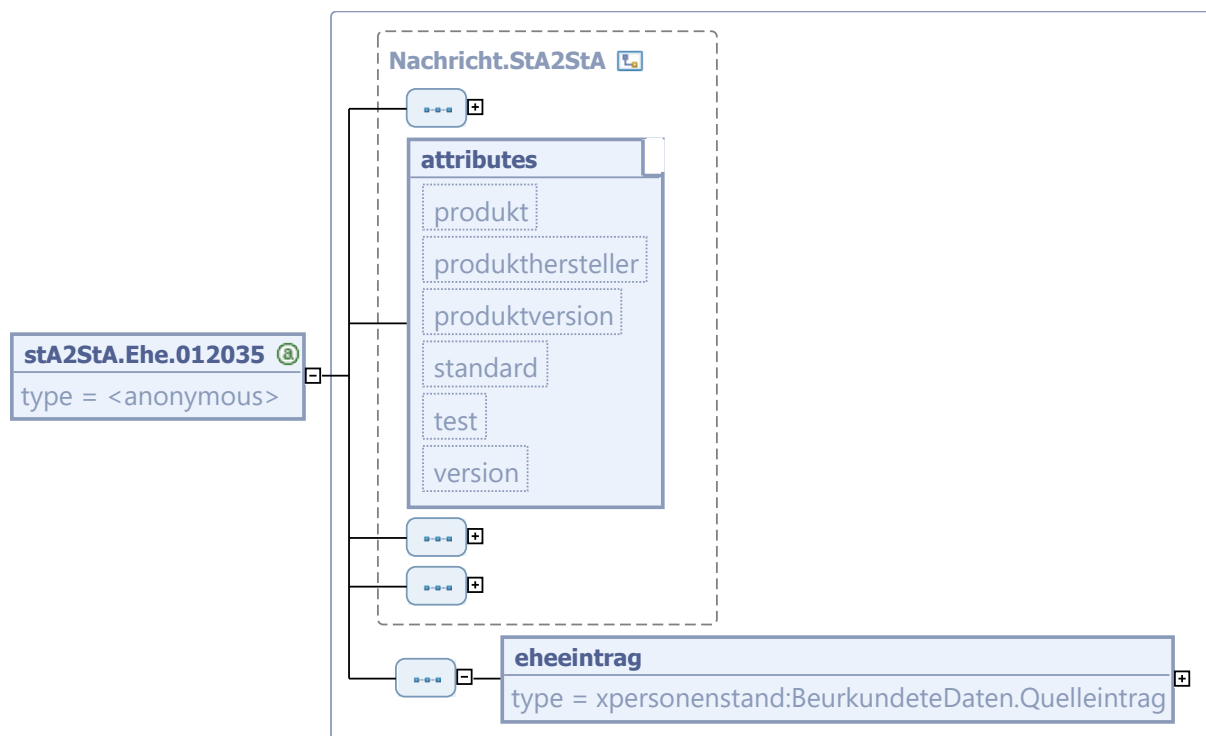 Nachricht.StA2StA
attributes
produkt
produkthersteller
produktversion
standard
test
version
stA2StA.Ehe.012035 a
type = <anonymous>
eheeintrag
type = xpersonenstand:BeurkundeteDaten.Quelleintrag